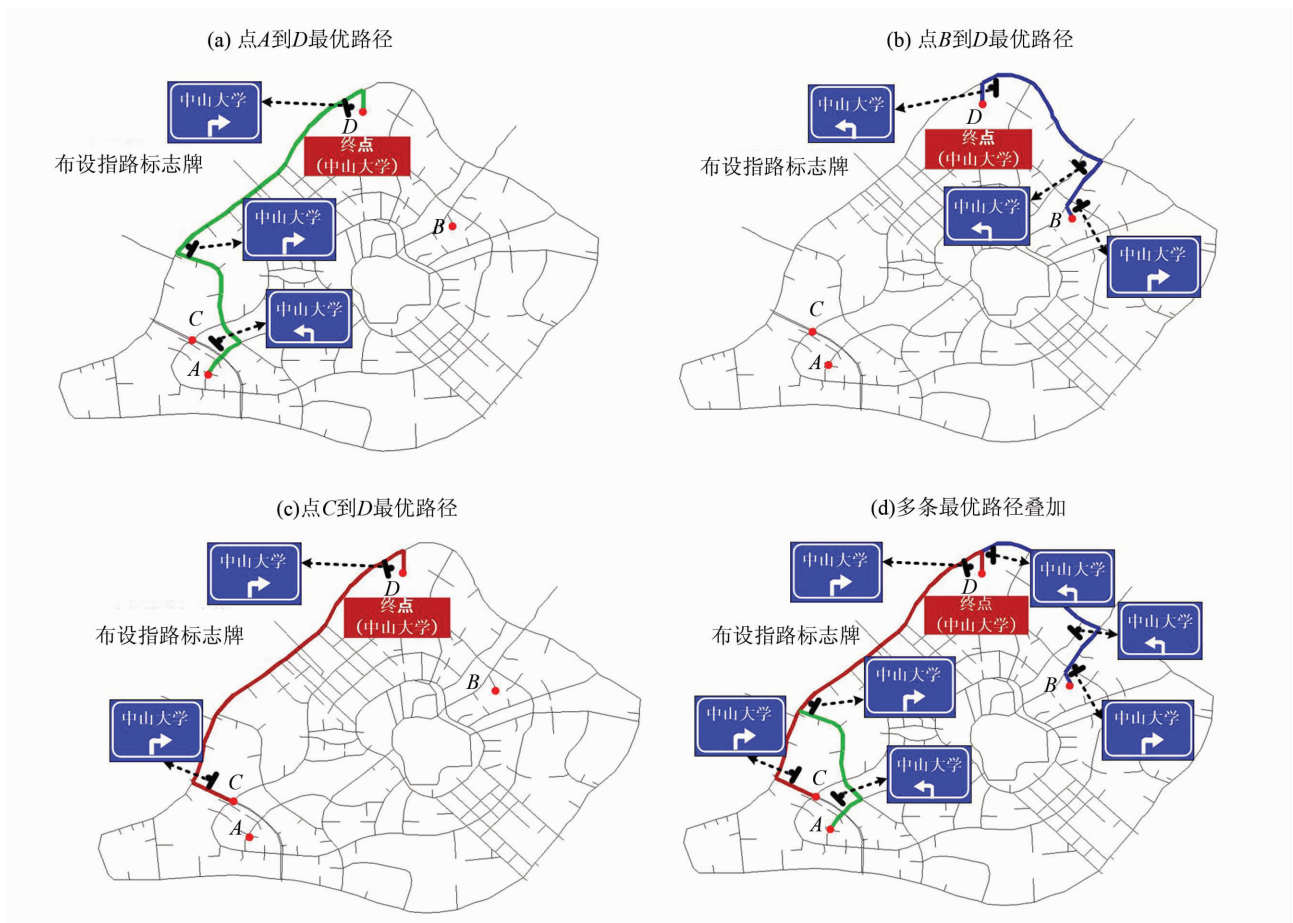 (a) 点A到D最优路径
中山大学
D
终点
(中山大学)
布设指路标志牌
中山大学
B
中山大学
C
A
(b) 点B到D最优路径
中山大学
D
终点
(中山大学)
布设指路标志牌
中山大学
B
中山大学
C
A
(c)点C到D最优路径
中山大学
D
终点
(中山大学)
布设指路标志牌
B
中山大学
C
A
(d)多条最优路径叠加
中山大学
中山大学
D
终点
(中山大学)
布设指路标志牌
中山大学
中山大学
B
中山大学
中山大学
C
中山大学
A